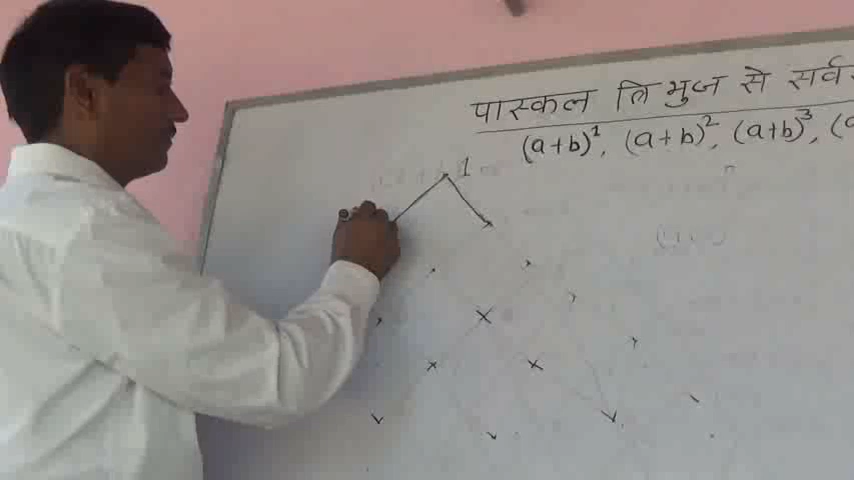 पास्कल त्रिभुज से
(a+b)¹, (a+b)², (a+b)³,
1